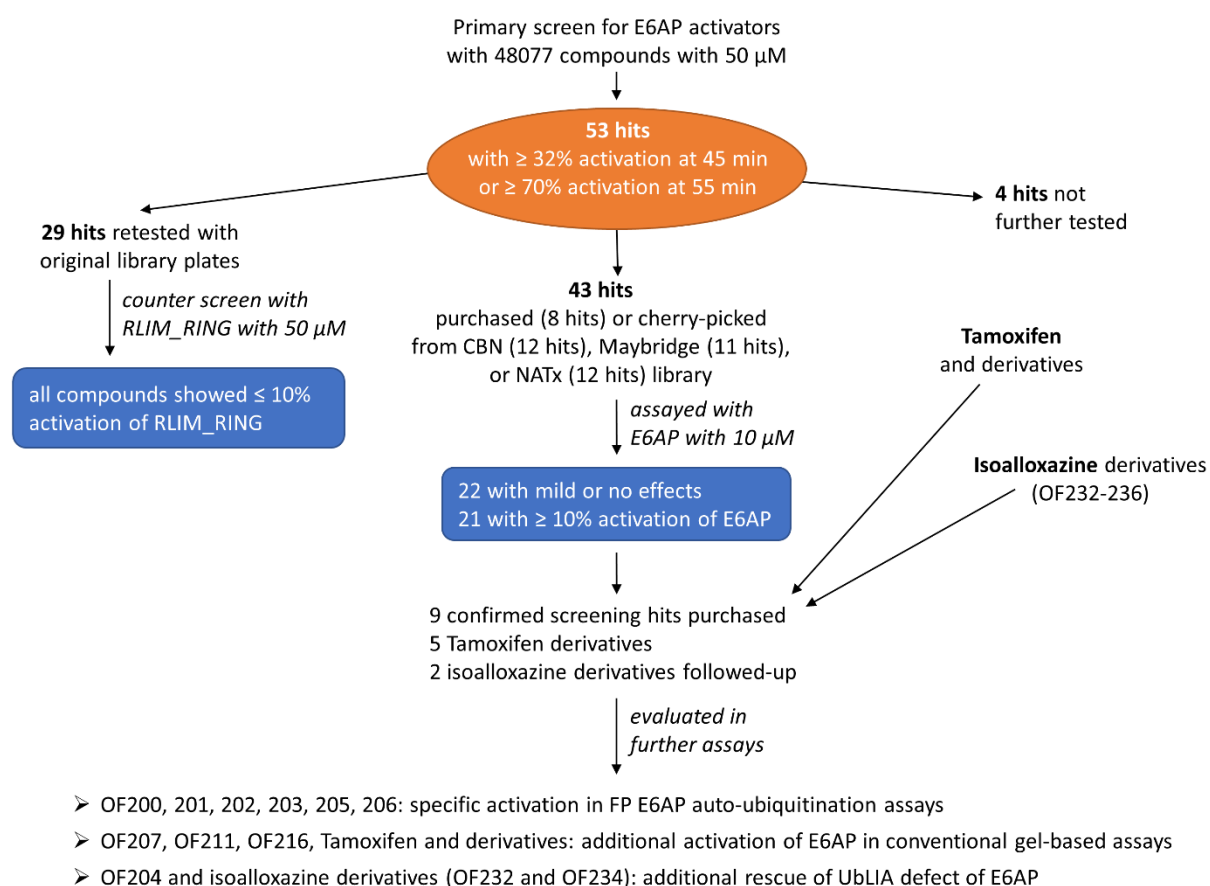 Primary screen for E6AP activators
with 48077 compounds with 50 µM
53 hits
with ≥ 32% activation at 45 min
or ≥ 70% activation at 55 min
4 hits not
further tested
29 hits retested with
original library plates
counter screen with
RLIM_RING with 50 µM
all compounds showed ≤ 10%
activation of RLIM_RING
43 hits
purchased (8 hits) or cherry-picked
from CBN (12 hits), Maybridge (11 hits),
or NATx (12 hits) library
assayed with
E6AP with 10 µM
22 with mild or no effects
21 with ≥ 10% activation of E6AP
Tamoxifen
and derivatives
Isoalloxazine derivatives
(OF232-236)
9 confirmed screening hits purchased
5 Tamoxifen derivatives
2 isoalloxazine derivatives followed-up
evaluated in
further assays
➢ OF200, 201, 202, 203, 205, 206: specific activation in FP E6AP auto-ubiquitination assays
➢ OF207, OF211, OF216, Tamoxifen and derivatives: additional activation of E6AP in conventional gel-based assays
➢ OF204 and isoalloxazine derivatives (OF232 and OF234): additional rescue of UbLIA defect of E6AP